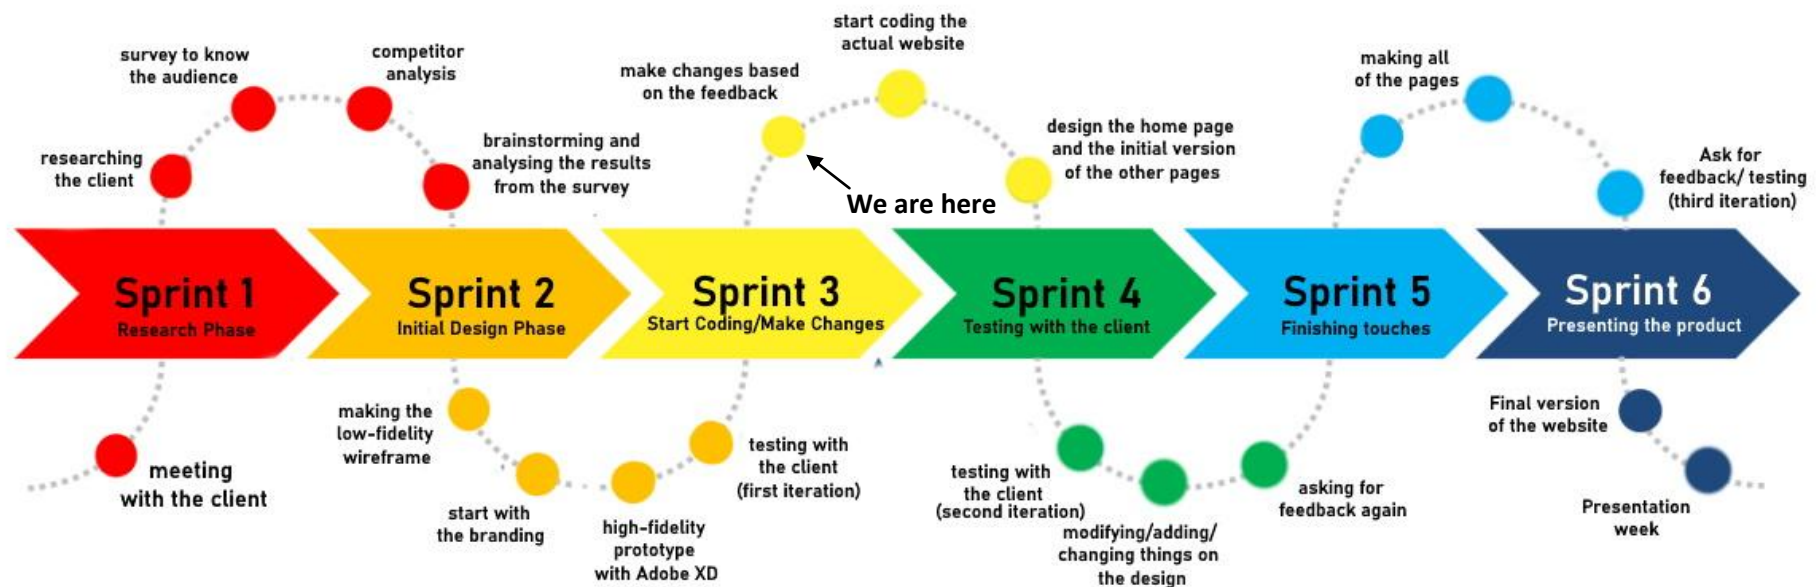 meeting
with the client
researching
the client
survey to know
the audience
competitor
analysis
brainstorming and
analysing the results
from the survey
Sprint 1
Research Phase
Sprint 2
Initial Design Phase
making the
low-fidelity
wireframe
start with
the branding
high-fidelity
prototype
with Adobe XD
testing with
the client
(first iteration)
Sprint 3
Start Coding/Make Changes
make changes based
on the feedback
We are here
start coding the
actual website
design the home page
and the initial version
of the other pages
Sprint 4
Testing with the client
testing with
the client
(second iteration)
modifying/adding/
changing things on
the design
asking for
feedback again
Sprint 5
Finishing touches
making all
of the pages
Ask for
feedback/ testing
(third iteration)
Sprint 6
Presenting the product
Final version
of the website
Presentation
week